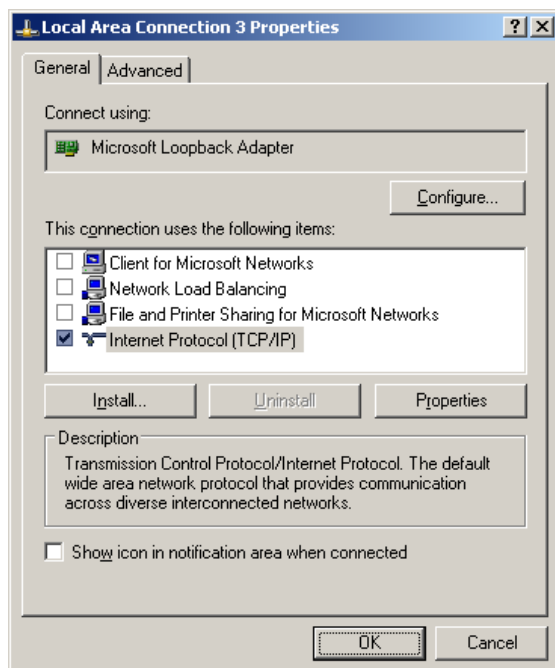 Local Area Connection 3 Properties
General
Advanced
Connect using:
Microsoft Loopback Adapter
Configure...
This connection uses the following items:
Client for Microsoft Networks
Network Load Balancing
File and Printer Sharing for Microsoft Networks
Internet Protocol (TCP/IP)
Install...
Uninstall
Properties
Description
Transmission Control Protocol/Internet Protocol. The default
wide area network protocol that provides communication
across diverse interconnected networks.
Show icon in notification area when connected
OK
Cancel